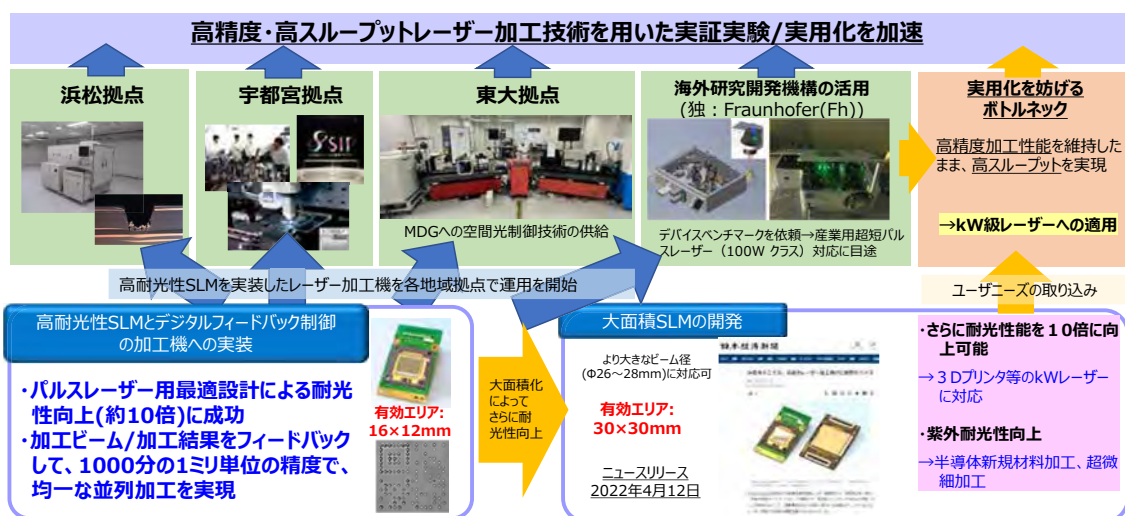 高精度・高スループットレーザー加工技術を用いた実証実験/実用化を加速
浜松拠点
宇都宮拠点
SIP
東大拠点
MDGへの空間光制御技術の供給
海外研究開発機構の活用
(独：Fraunhofer(Fh))
デバイスベンチマークを依頼→産業用超短パル
スレーザー（100W クラス）対応に目途
実用化を妨げる
ボトルネック
高精度加工性能を維持した
まま、高スループットを実現
→kW級レーザーへの適用
高耐光性SLMを実装したレーザー加工機を各地域拠点で運用を開始
ユーザニーズの取り込み
高耐光性SLMとデジタルフィードバック制御
の加工機への実装
・パルスレーザー用最適設計による耐光
性向上(約10倍)に成功
・加工ビーム/加工結果をフィードバック
して、1000分の1ミリ単位の精度で、
均一な並列加工を実現
有効エリア:
16×12mm
大面積化
によって
さらに耐
光性向上
大面積SLMの開発
より大きなビーム径
(Φ26～28mm)に対応可
有効エリア:
30×30mm
ニュースリリース
2022年4月12日
日本経済新聞
・さらに耐光性能を１０倍に向
上可能
→３Dプリンタ等のkWレーザー
に対応
・紫外耐光性向上
→半導体新規材料加工、超微
細加工